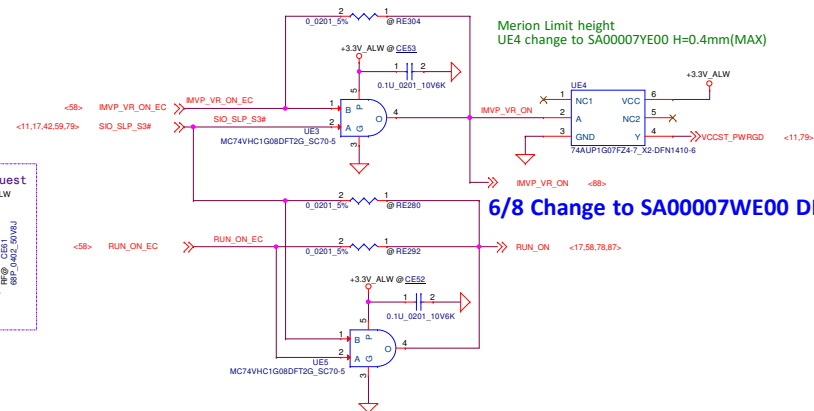 2 1
0_0201_5% @ RE304
+3.3V_ALW @ CE53
1 2
0.1U_0201_10V6K
Merion Limit height
UE4 change to SA00007YE00 H=0.4mm(MAX)
+3.3V_ALW
UE4
1 NC1 VCC 6
2 A NC2 5
3 GND Y 4
74AUP1G07FZ4-7_X2-DFN1410-6
VCCST_PWRGD <11,79>
<58> IMVP_VR_ON_EC
IMVP_VR_ON_EC
1 B P 5
<11,17,42,59,79> SIO_SLP_S3#
SIO_SLP_S3#
2 A G 3
O 4
UE3
MC74VHC1G08DFT2G_SC70-5
IMVP_VR_ON
IMVP_VR_ON <88>
6/8 Change to SA00007WE00 D
uest
LW
RF@ CE61
68P_0402_50V8J
2 1
0_0201_5% @ RE280
<58> RUN_ON_EC
RUN_ON_EC
2 1
0_0201_5% @ RE292
RUN_ON <17,58,78,87>
+3.3V_ALW @ CE52
1 2
0.1U_0201_10V6K
1 B P 5
2 A G 3
O 4
UE5
MC74VHC1G08DFT2G_SC70-5